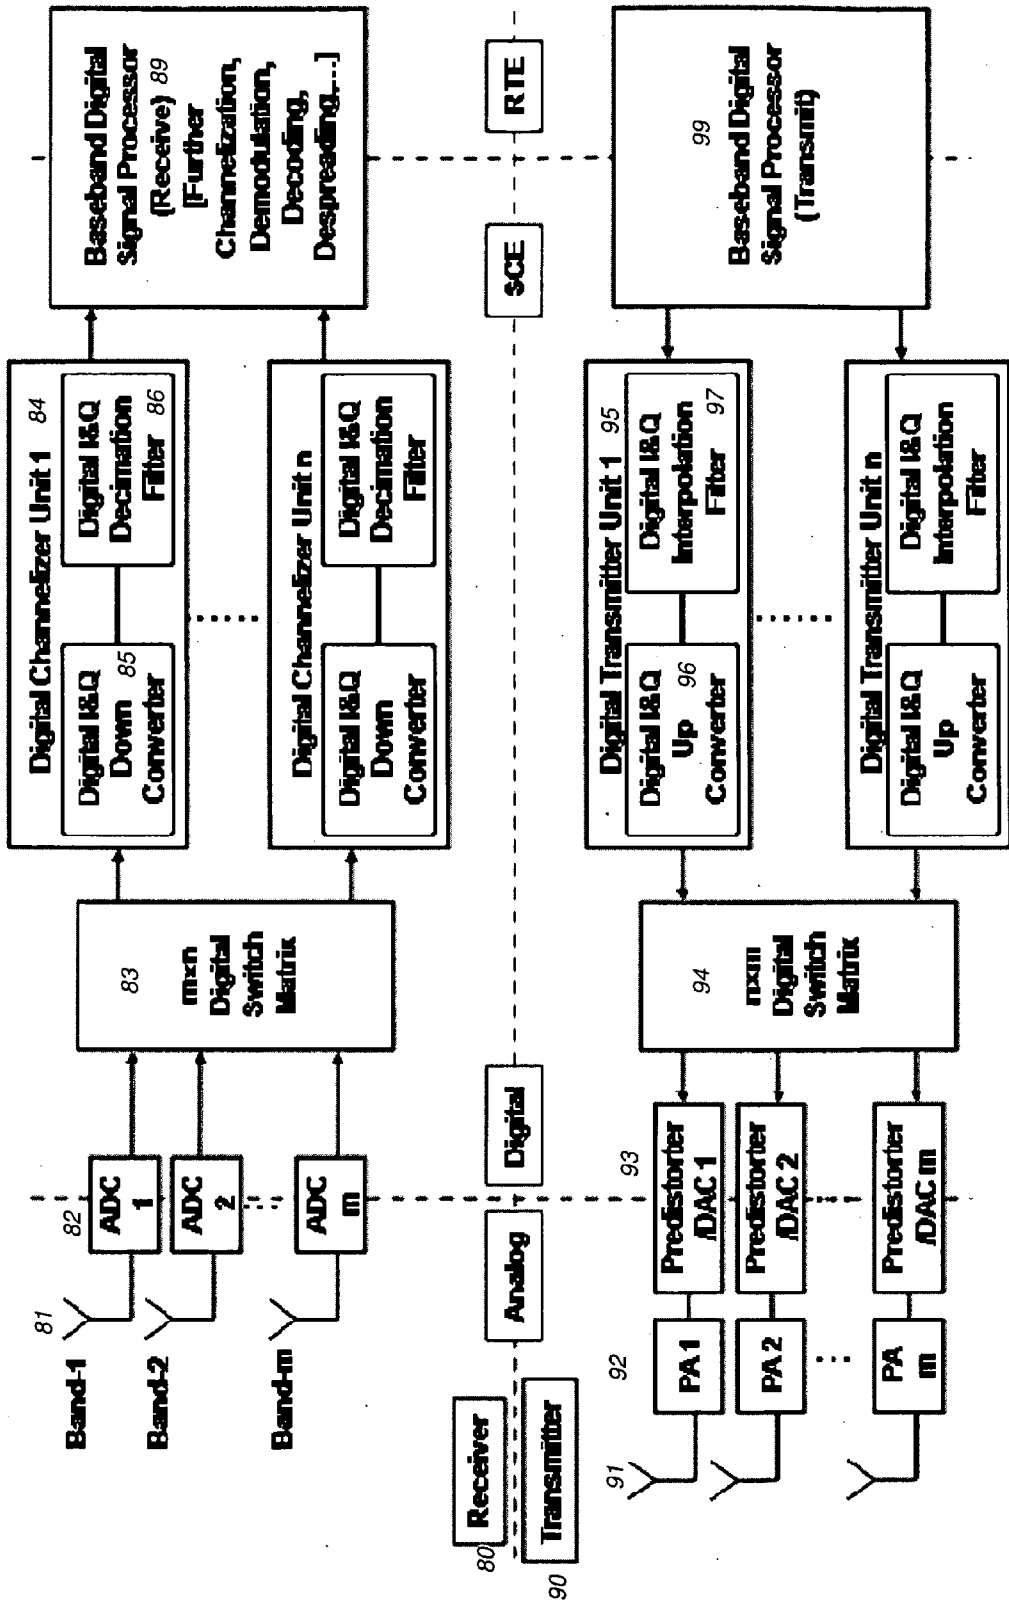 Receiver
80
Transmitter
90
Analog
Digital
SCE
RTE
Band-1
Band-2
Band-m
81
82
ADC
1
ADC
2
ADC
m
83
mxn
Digital
Switch
Matrix
Digital Channelizer Unit 1
84
Digital I&Q
Down 85
Converter
Digital I&Q
Decimation
Filter 86
Digital Channelizer Unit n
Digital I&Q
Down
Converter
Digital I&Q
Decimation
Filter
Baseband Digital
Signal Processor
(Receive) 89
[Further
Channelization,
Demodulation,
Decoding,
Despreading,...]
91
92
93
PA 1
PA 2
PA
m
Predistorter
/DAC 1
Predistorter
/DAC 2
Predistorter
/DAC m
94
nxm
Digital
Switch
Matrix
Digital Transmitter Unit 1
95
Digital I&Q
Up 96
Converter
Digital I&Q
Interpolation
Filter 97
Digital Transmitter Unit n
Digital I&Q
Up
Converter
Digital I&Q
Interpolation
Filter
99
Baseband Digital
Signal Processor
(Transmit)